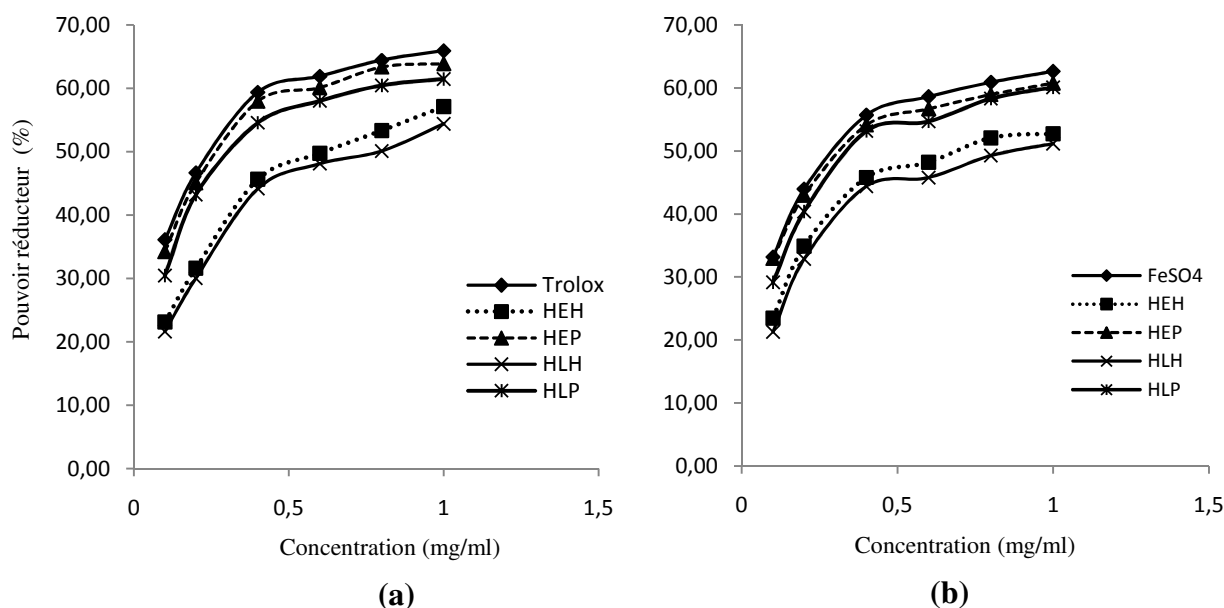 Pouvoir réducteur (%)
70,00
60,00
50,00
40,00
30,00
20,00
10,00
0,00
0
0,5
1
1,5
Concentration (mg/ml)
Trolox
HEH
HEP
HLH
HLP
(a)
70,00
60,00
50,00
40,00
30,00
20,00
10,00
0,00
0
0,5
1
1,5
Concentration (mg/ml)
FeSO4
HEH
HEP
HLH
HLP
(b)